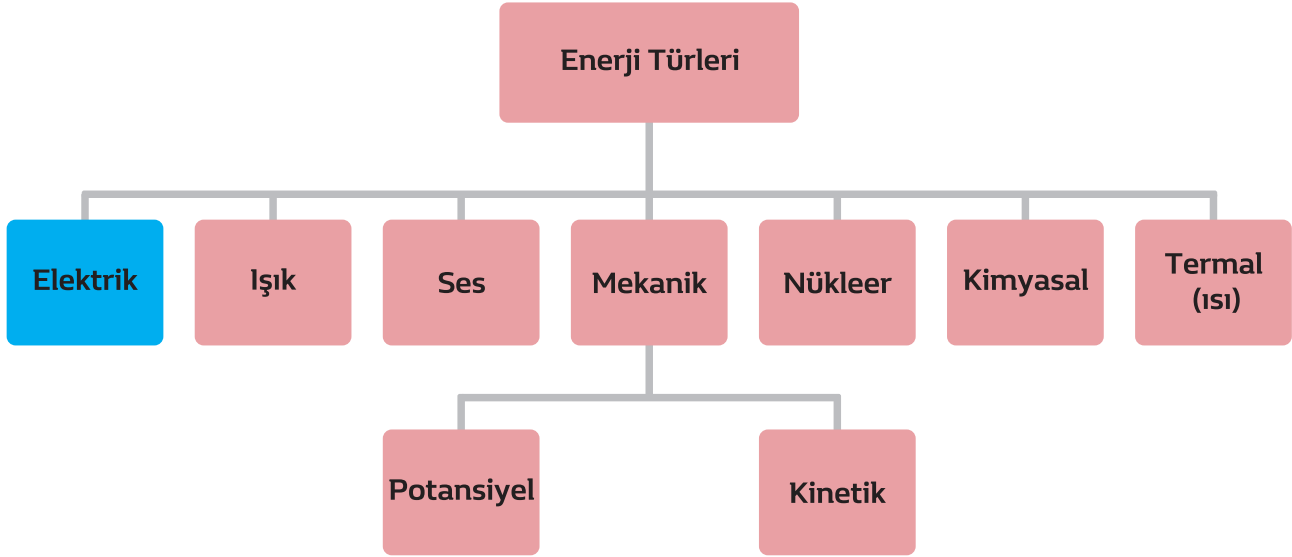 Enerji Türleri
Elektrik
Işık
Ses
Mekanik
Nükleer
Kimyasal
Termal
(ısı)
Potansiyel
Kinetik